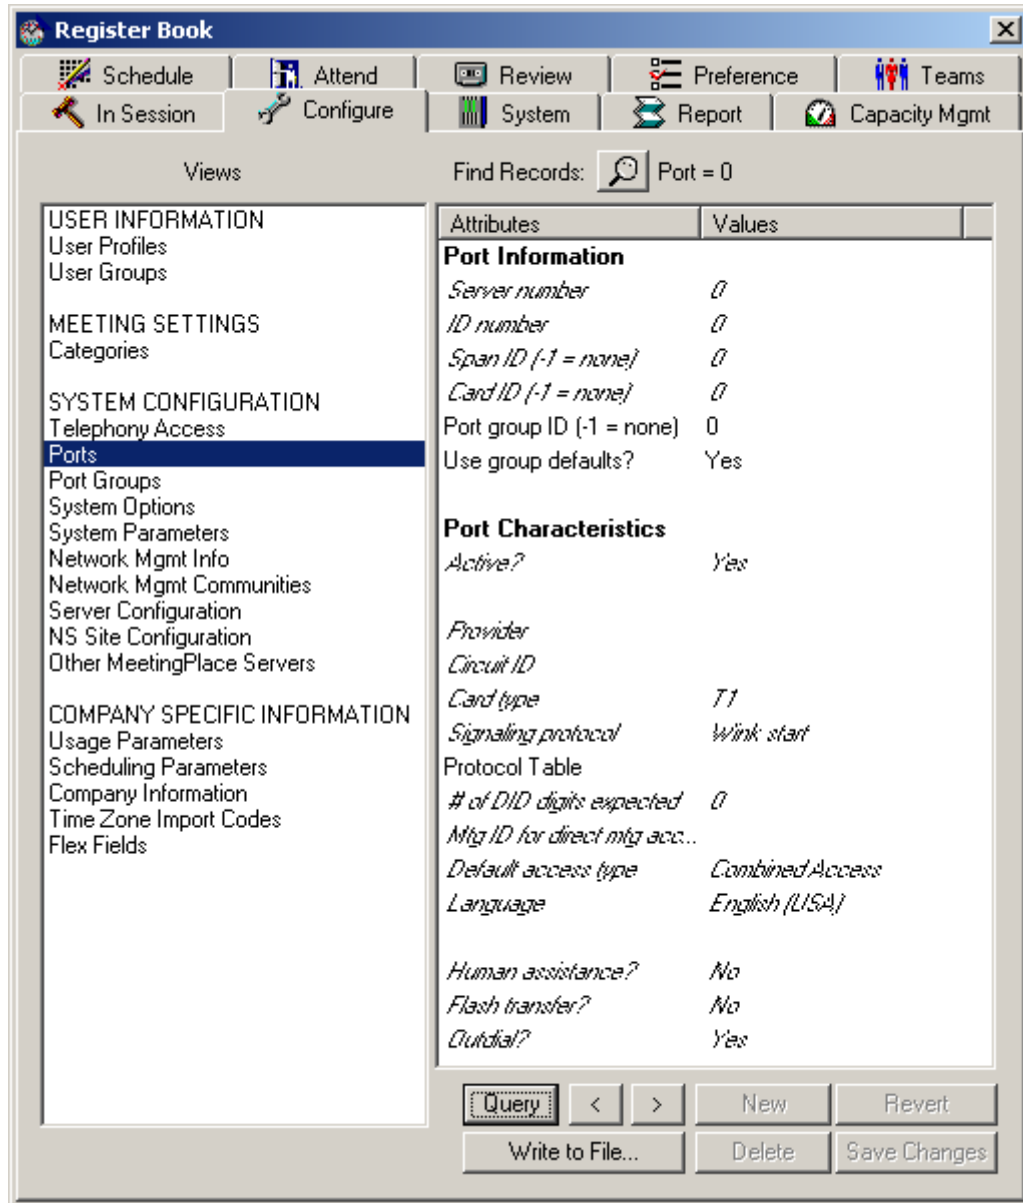 Register Book
Schedule Attend Review Preference Teams
In Session Configure System Report Capacity Mgmt
Views
Find Records: Port = 0
USER INFORMATION
User Profiles
User Groups
MEETING SETTINGS
Categories
SYSTEM CONFIGURATION
Telephony Access
Ports
Port Groups
System Options
System Parameters
Network Mgmt Info
Network Mgmt Communities
Server Configuration
NS Site Configuration
Other MeetingPlace Servers
COMPANY SPECIFIC INFORMATION
Usage Parameters
Scheduling Parameters
Company Information
Time Zone Import Codes
Flex Fields
Attributes Values
Port Information
Server number 0
ID number 0
Span ID (-1 = none) 0
Card ID (-1 = none) 0
Port group ID (-1 = none) 0
Use group defaults? Yes
Port Characteristics
Active? Yes
Provider
Circuit ID
Card type T1
Signaling protocol Wink start
Protocol Table
# of DID digits expected 0
Mtg ID for direct mtg acc...
Default access type Combined Access
Language English (USA)
Human assistance? No
Flash transfer? No
Outdial? Yes
Query < > New Revert
Write to File... Delete Save Changes